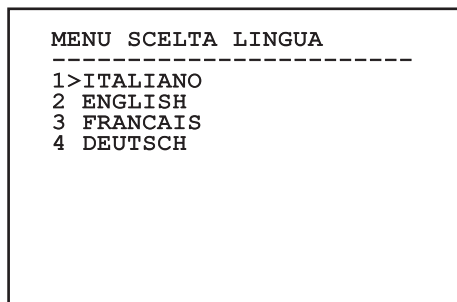 MENU SCELTA LINGUA
------------------------
1>ITALIANO
2 ENGLISH
3 FRANCAIS
4 DEUTSCH